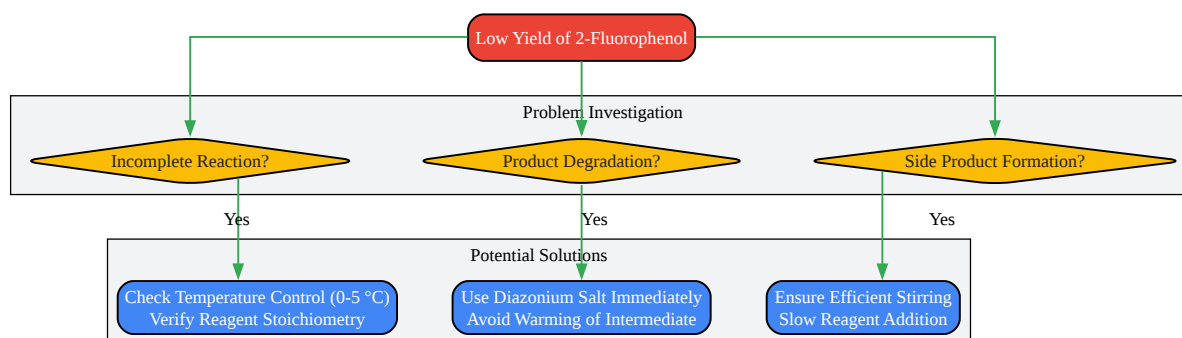 Low Yield of 2-Fluorophenol
Problem Investigation
Incomplete Reaction?
Product Degradation?
Side Product Formation?
Yes
Yes
Yes
Potential Solutions
Check Temperature Control (0-5 °C)
Verify Reagent Stoichiometry
Use Diazonium Salt Immediately
Avoid Warming of Intermediate
Ensure Efficient Stirring
Slow Reagent Addition